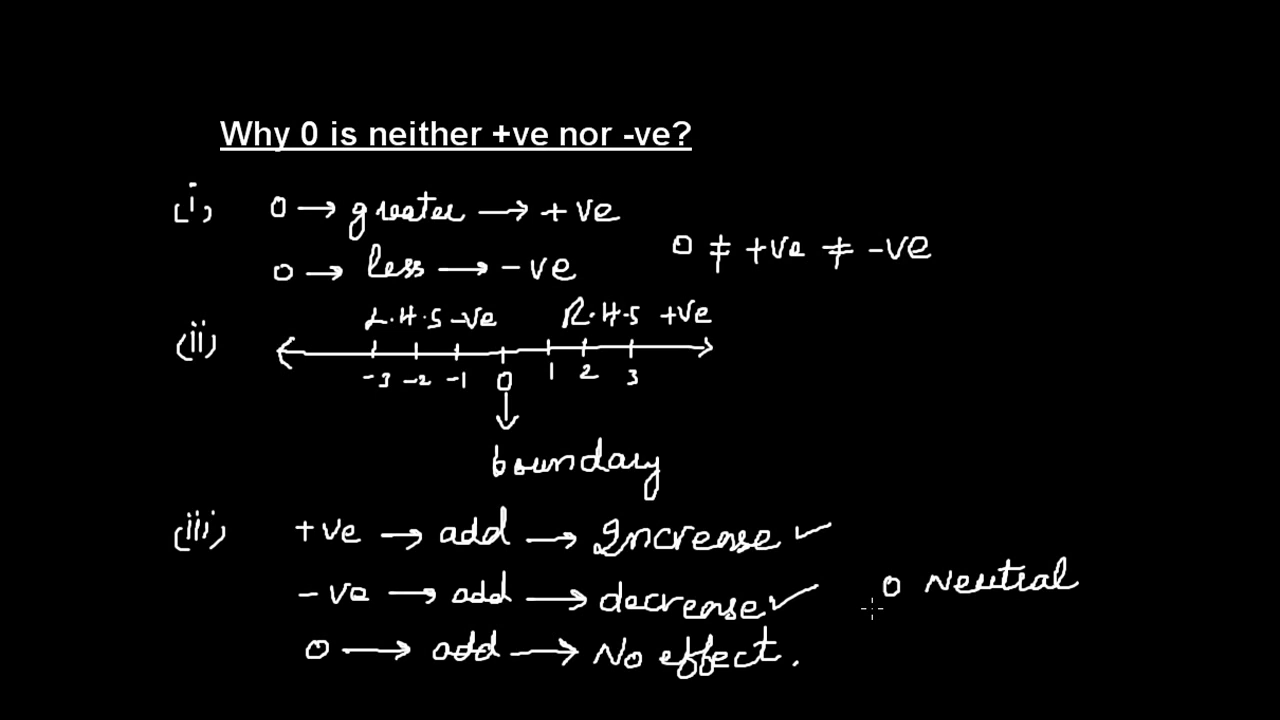 Why 0 is neither +ve nor -ve?
(i) 0 → greater → +ve
0 → less → -ve
0 ≠ +ve ≠ -ve
L.H.S -ve R.H.S +ve
(ii)
-3 -2 -1 0 1 2 3
boundary
(iii) +ve → add → Increase ✓
-ve → add → decrease ✓
0 Neutral
0 → add → No effect.